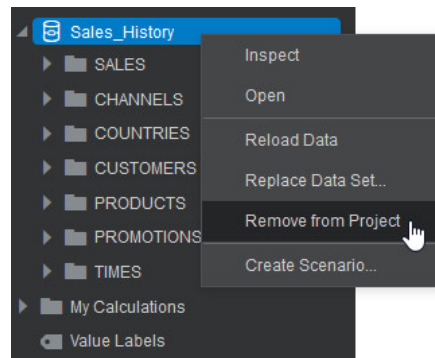 Sales_History
SALES
CHANNELS
COUNTRIES
CUSTOMERS
PRODUCTS
PROMOTIONS
TIMES
My Calculations
Value Labels
Inspect
Open
Reload Data
Replace Data Set...
Remove from Project
Create Scenario...